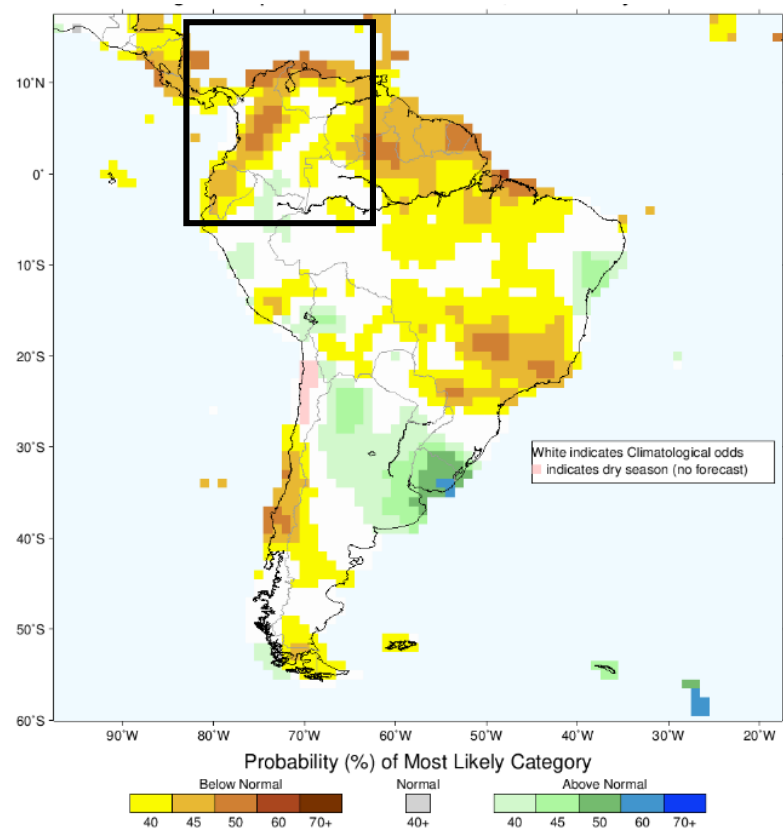 10°N
0°
10°S
20°S
30°S
40°S
50°S
60°S
White indicates Climatological odds
indicates dry season (no forecast)
90°W 80°W 70°W 60°W 50°W 40°W 30°W 20°W
Probability (%) of Most Likely Category
Below Normal Normal Above Normal
40 45 50 60 70+ 40+ 40 45 50 60 70+